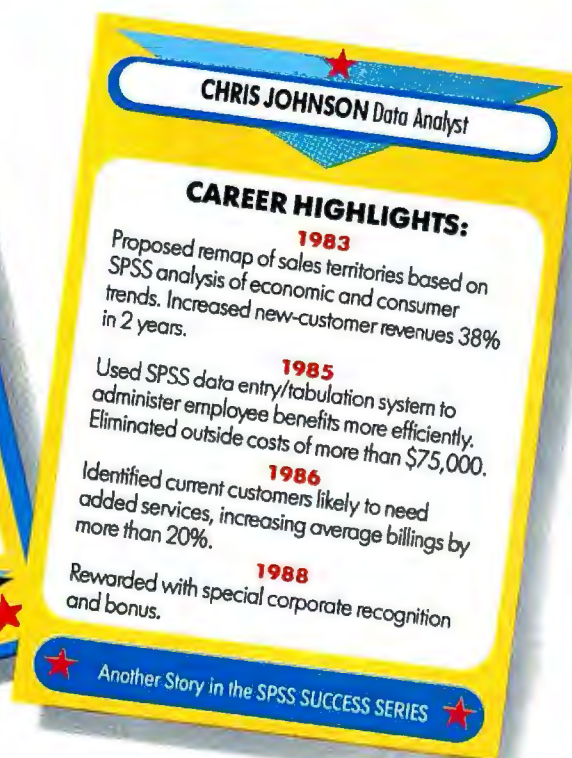 CHRIS JOHNSON Data Analyst
CAREER HIGHLIGHTS:
1983
Proposed remap of sales territories based on
SPSS analysis of economic and consumer
trends. Increased new-customer revenues 38%
in 2 years.
1985
Used SPSS data entry/tabulation system to
administer employee benefits more efficiently.
Eliminated outside costs of more than $75,000.
1986
Identified current customers likely to need
added services, increasing average billings by
more than 20%.
1988
Rewarded with special corporate recognition
and bonus.
Another Story in the SPSS SUCCESS SERIES